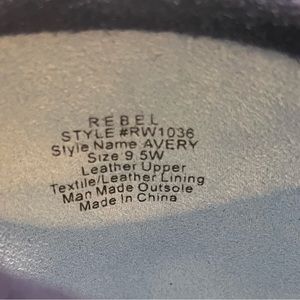 REBEL
STYLE #RW1036
Style Name AVERY
Size 9.5W
Leather Upper
Textile/Leather Lining
Man Made Outsole
Made In China